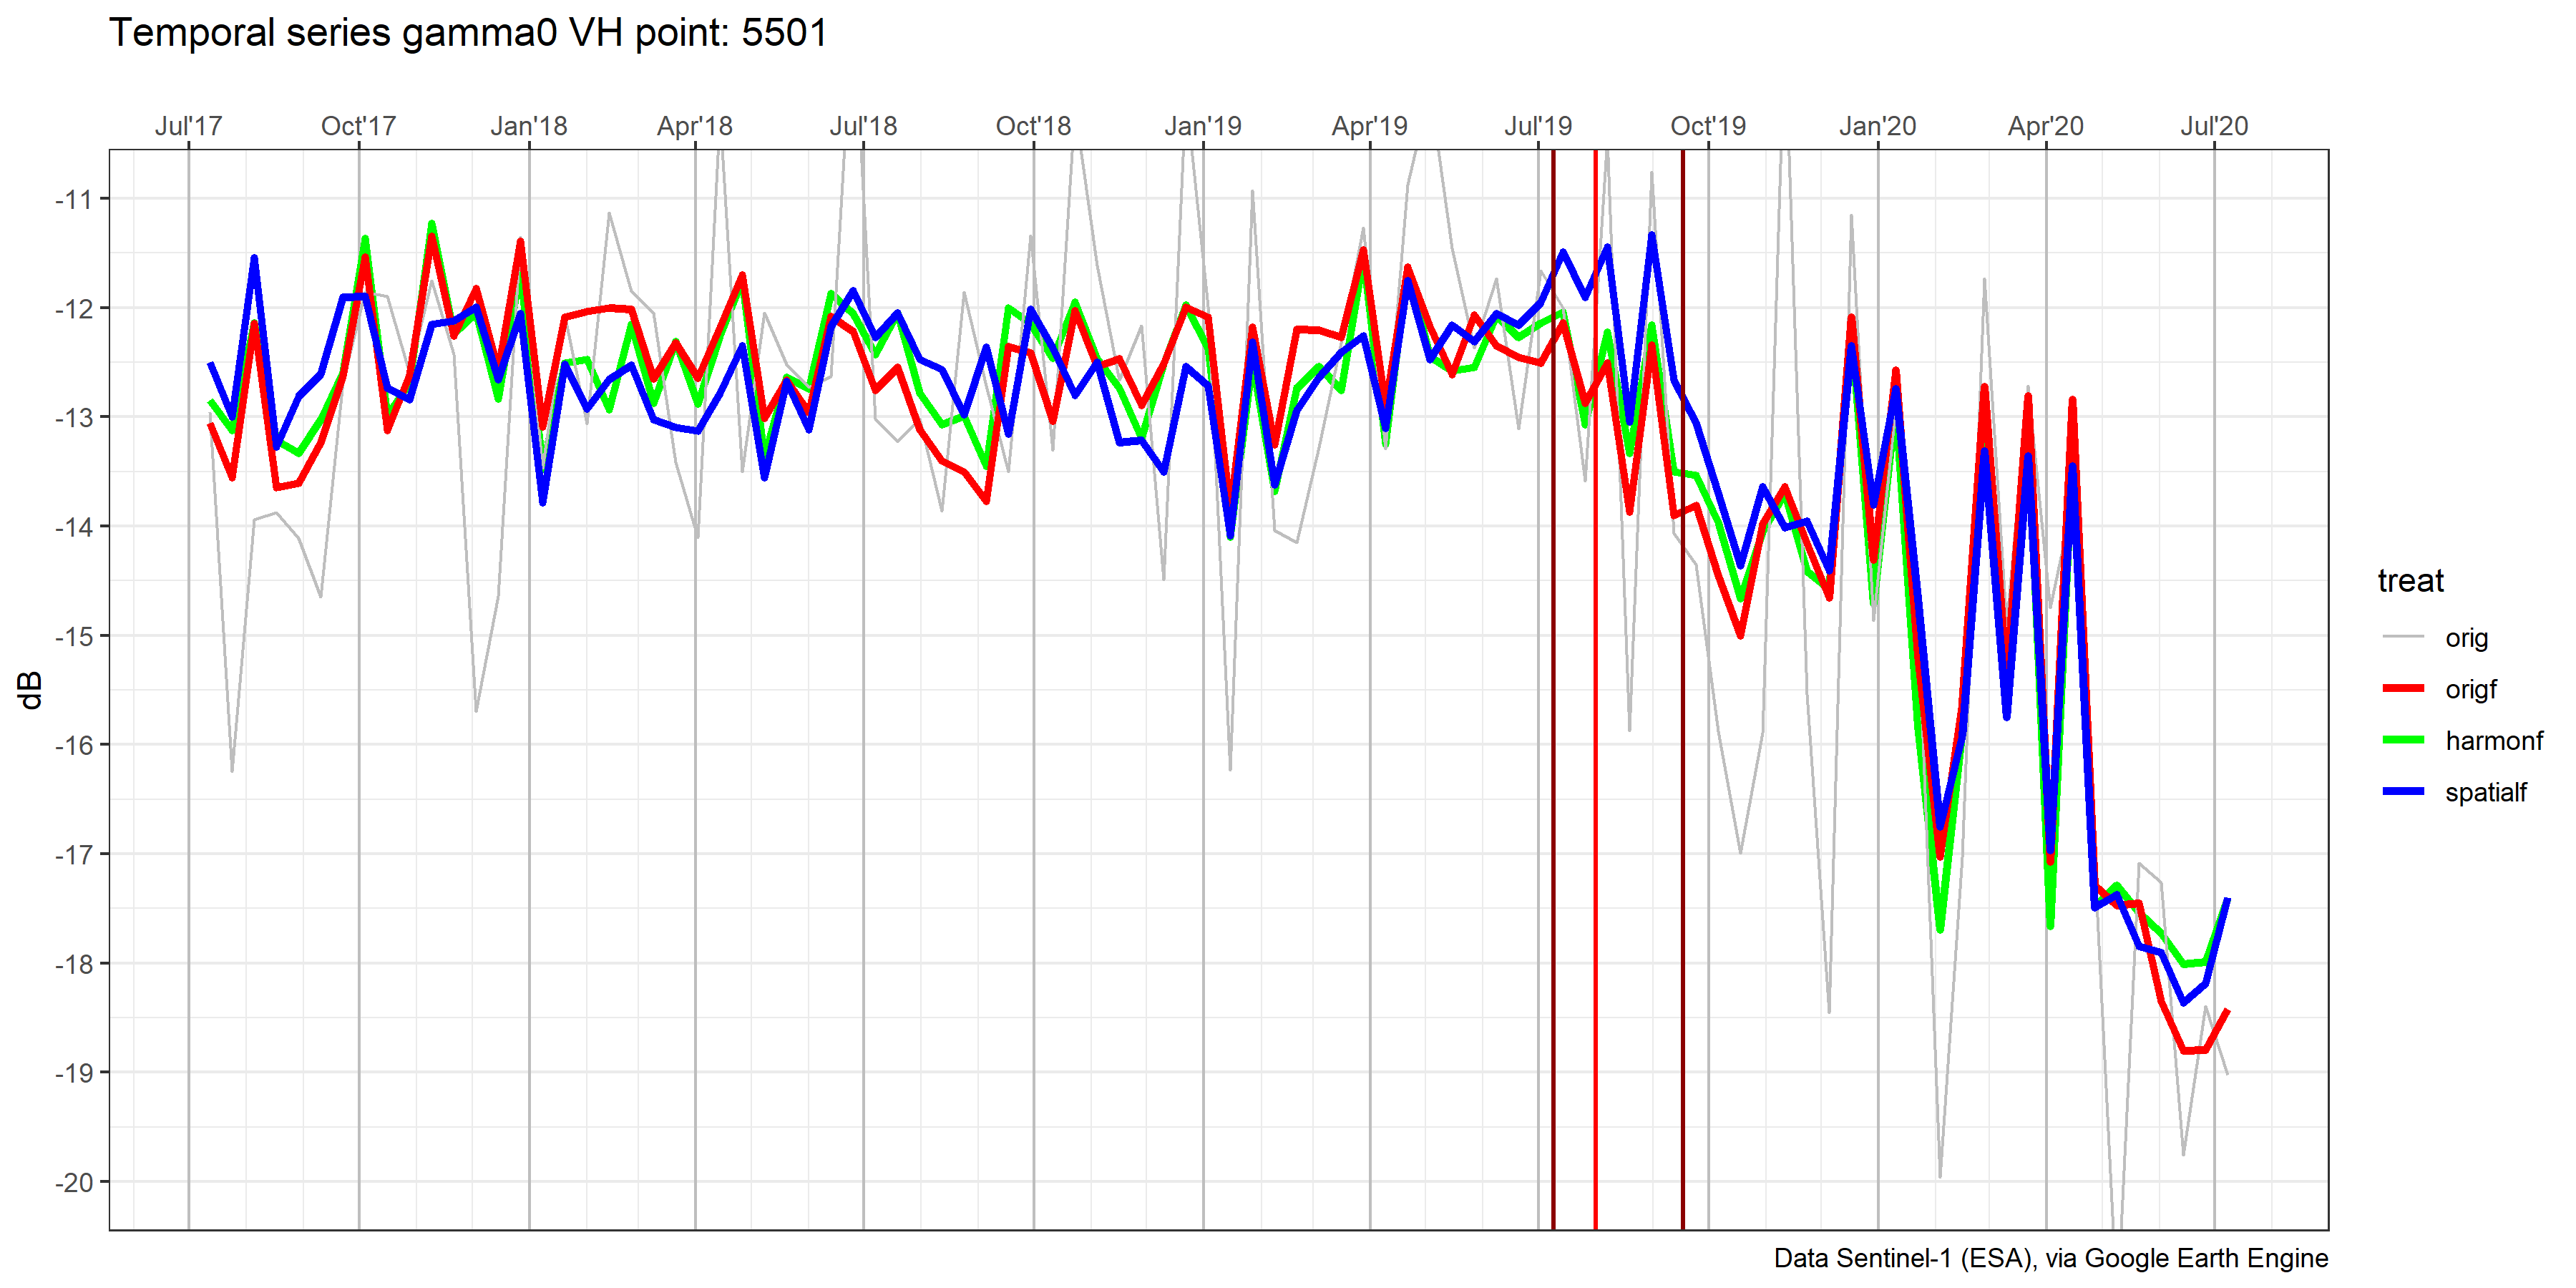 Temporal series gamma0 VH point: 5501
Jul'17 Oct'17 Jan'18 Apr'18 Jul'18 Oct'18 Jan'19 Apr'19 Jul'19 Oct'19 Jan'20 Apr'20 Jul'20
-11
-12
-13
-14
-15
-16
-17
-18
-19
-20
dB
treat
orig
origf
harmonf
spatialf
Data Sentinel-1 (ESA), via Google Earth Engine